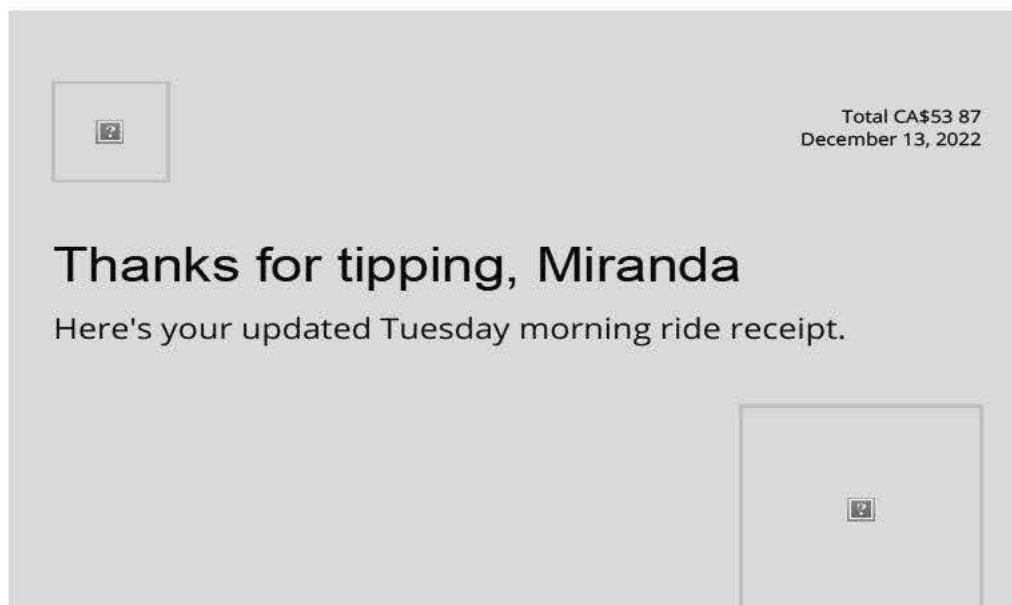 Total CA$53 87
December 13, 2022
Thanks for tipping, Miranda
Here's your updated Tuesday morning ride receipt.